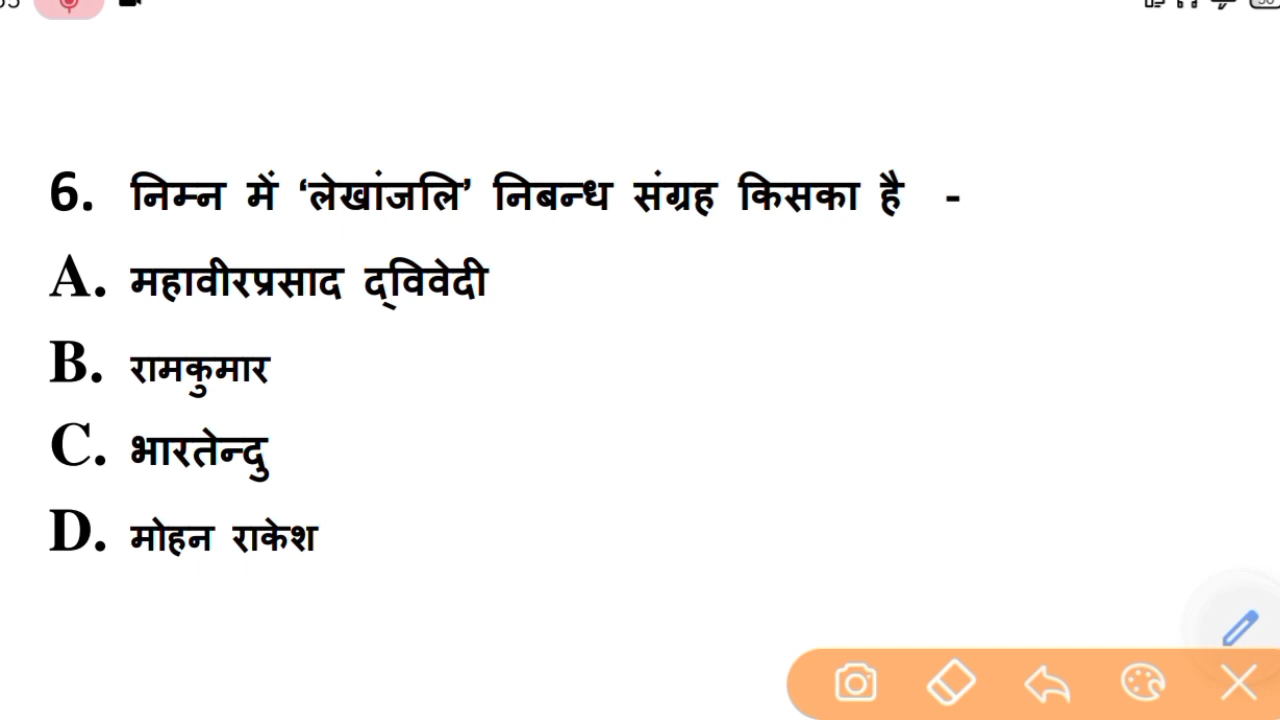 6. निम्न में ‘लेखांजलि’ निबन्ध संग्रह किसका है -
A. महावीरप्रसाद द्विवेदी
B. रामकुमार
C. भारतेन्दु
D. मोहन राकेश